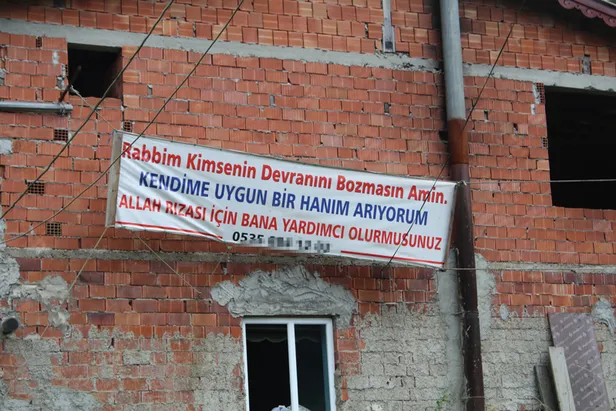 Rabbim Kimsenin Devranını Bozmasın Amin.
KENDİME UYGUN BİR HANIM ARIYORUM
ALLAH RIZASI İÇİN BANA YARDIMCI OLURMUSUNUZ
0535